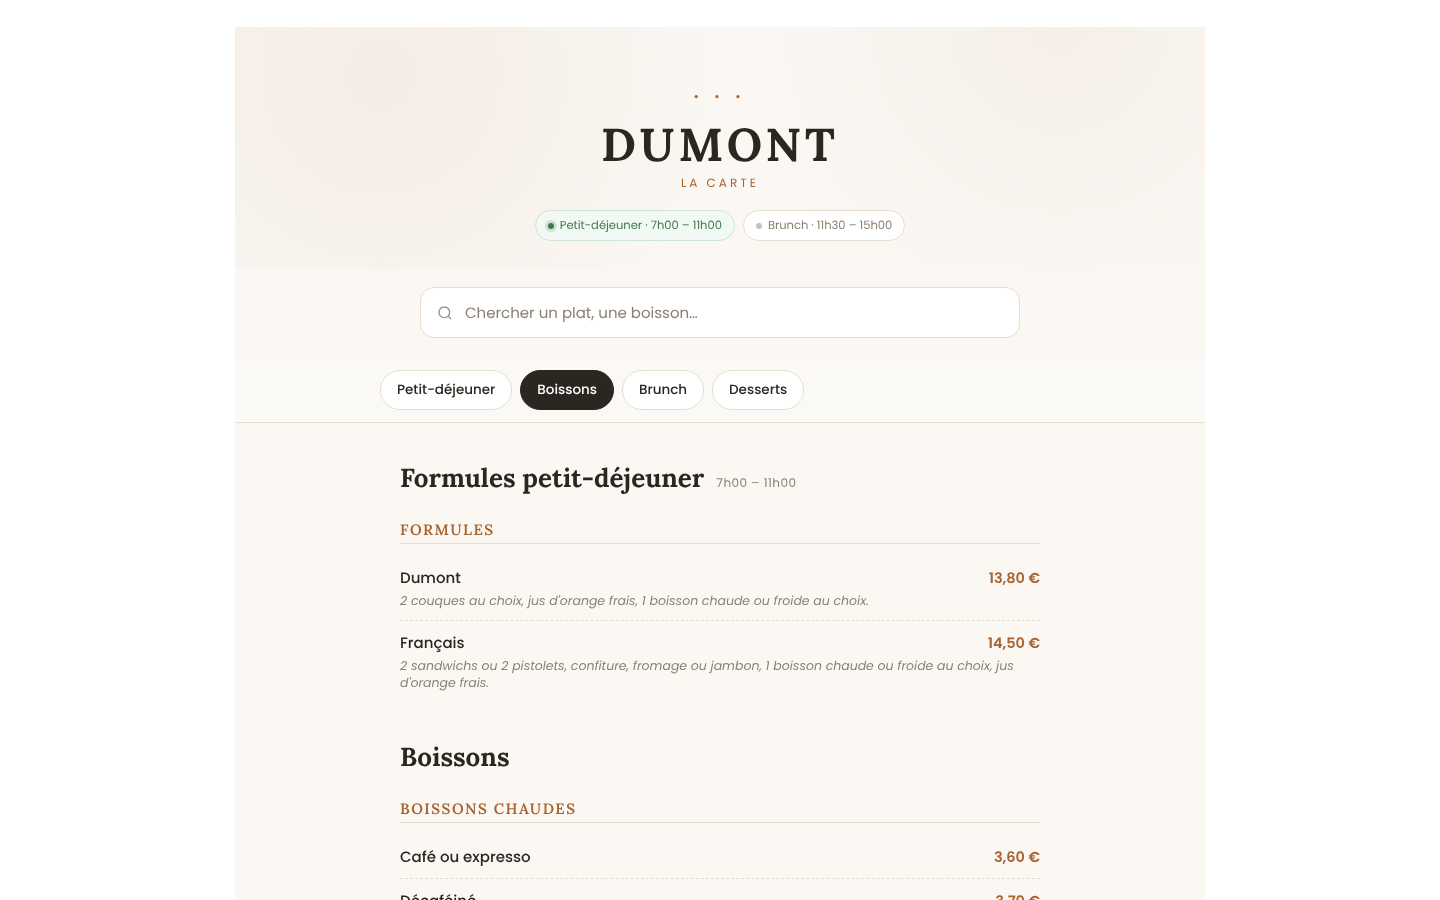 DUMONT
LA CARTE
Petit-déjeuner · 7h00 – 11h00
Brunch · 11h30 – 15h00
Chercher un plat, une boisson…
Petit-déjeuner
Boissons
Brunch
Desserts
Formules petit-déjeuner 7h00 – 11h00
FORMULES
Dumont 13,80 €
2 couques au choix, jus d'orange frais, 1 boisson chaude ou froide au choix.
Français 14,50 €
2 sandwichs ou 2 pistolets, confiture, fromage ou jambon, 1 boisson chaude ou froide au choix, jus
d'orange frais.
Boissons
BOISSONS CHAUDES
Café ou expresso 3,60 €
Décaféiné 3,70 €